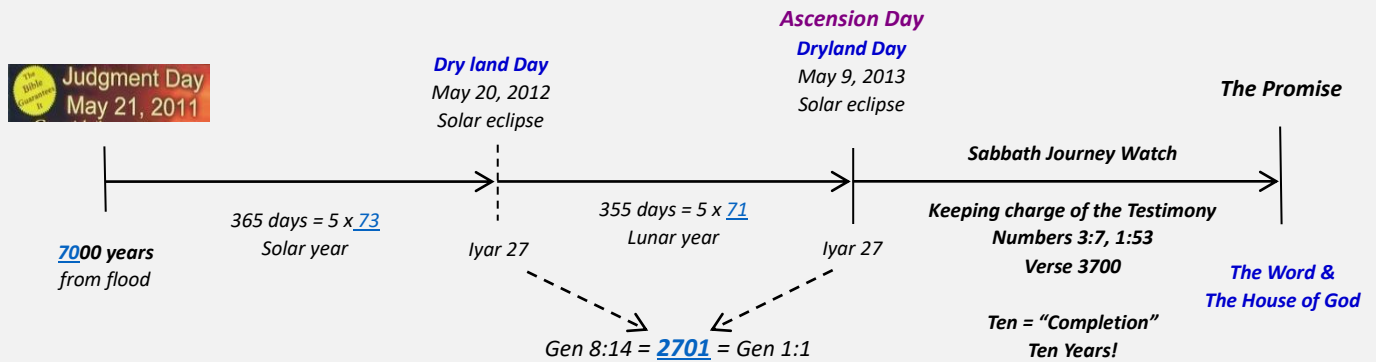 The
Bible
Guarantees
It
Judgment Day
May 21, 2011
7000 years
from flood
365 days = 5 x 73
Solar year
Dry land Day
May 20, 2012
Solar eclipse
Iyar 27
355 days = 5 x 71
Lunar year
Ascension Day
Dryland Day
May 9, 2013
Solar eclipse
Iyar 27
Gen 8:14 = 2701 = Gen 1:1
Sabbath Journey Watch
Keeping charge of the Testimony
Numbers 3:7, 1:53
Verse 3700
Ten = “Completion”
Ten Years!
The Promise
The Word &
The House of God